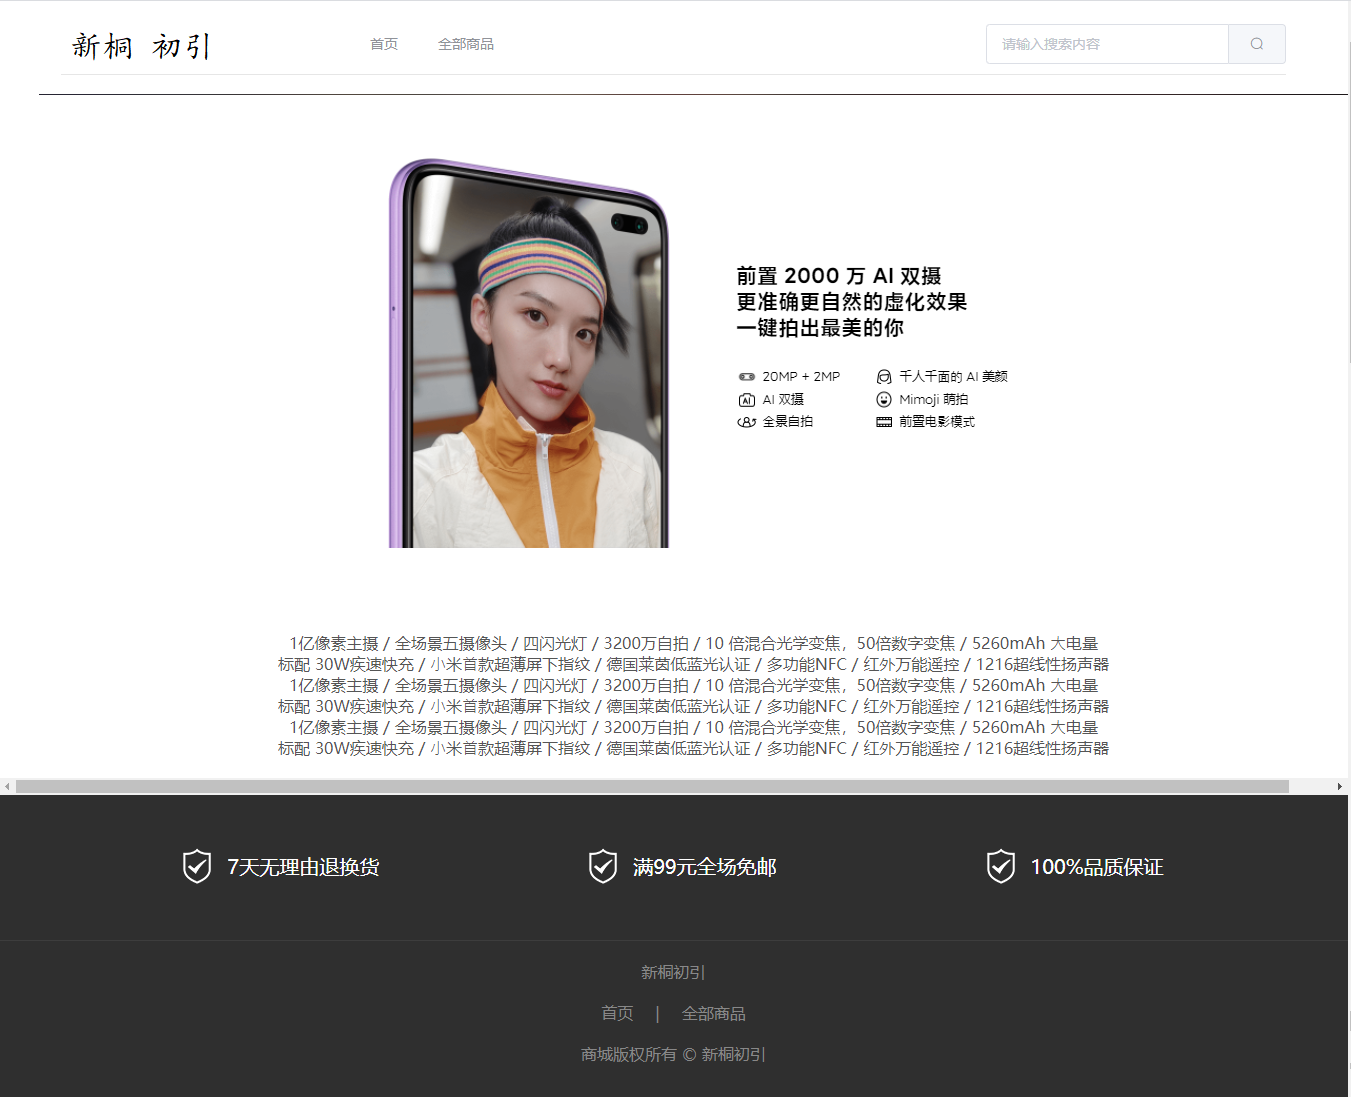 新桐 初引
首页 全部商品
请输入搜索内容
前置 2000 万 AI 双摄
更准确更自然的虚化效果
一键拍出最美的你
20MP + 2MP 千人千面的 AI 美颜
AI 双摄 Mimoji 萌拍
全景自拍 前置电影模式
1亿像素主摄 / 全场景五摄像头 / 四闪光灯 / 3200万自拍 / 10 倍混合光学变焦，50倍数字变焦 / 5260mAh 大电量
标配 30W疾速快充 / 小米首款超薄屏下指纹 / 德国莱茵低蓝光认证 / 多功能NFC / 红外万能遥控 / 1216超线性扬声器
1亿像素主摄 / 全场景五摄像头 / 四闪光灯 / 3200万自拍 / 10 倍混合光学变焦，50倍数字变焦 / 5260mAh 大电量
标配 30W疾速快充 / 小米首款超薄屏下指纹 / 德国莱茵低蓝光认证 / 多功能NFC / 红外万能遥控 / 1216超线性扬声器
1亿像素主摄 / 全场景五摄像头 / 四闪光灯 / 3200万自拍 / 10 倍混合光学变焦，50倍数字变焦 / 5260mAh 大电量
标配 30W疾速快充 / 小米首款超薄屏下指纹 / 德国莱茵低蓝光认证 / 多功能NFC / 红外万能遥控 / 1216超线性扬声器
7天无理由退换货
满99元全场免邮
100%品质保证
新桐初引
首页 | 全部商品
商城版权所有 © 新桐初引